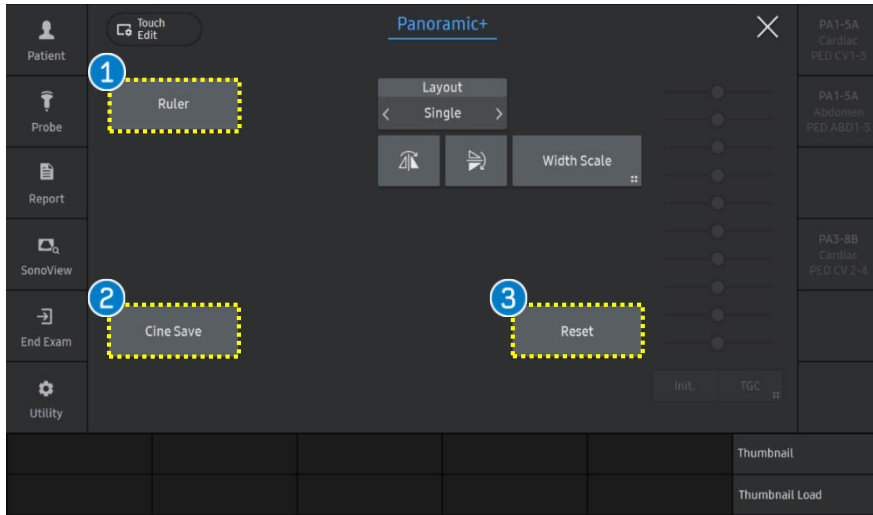 Patient
Probe
Report
SonoView
End Exam
Utility
Touch
Edit
Panoramic+
1
Ruler
Layout
Single
Width Scale
2
Cine Save
3
Reset
Init.
TGC
PA1-5A
Cardiac
PED CV1-5
PA1-5A
Abdomen
PED ABD1-5
PA3-8B
Cardiac
PED CV 2-4
Thumbnail
Thumbnail Load